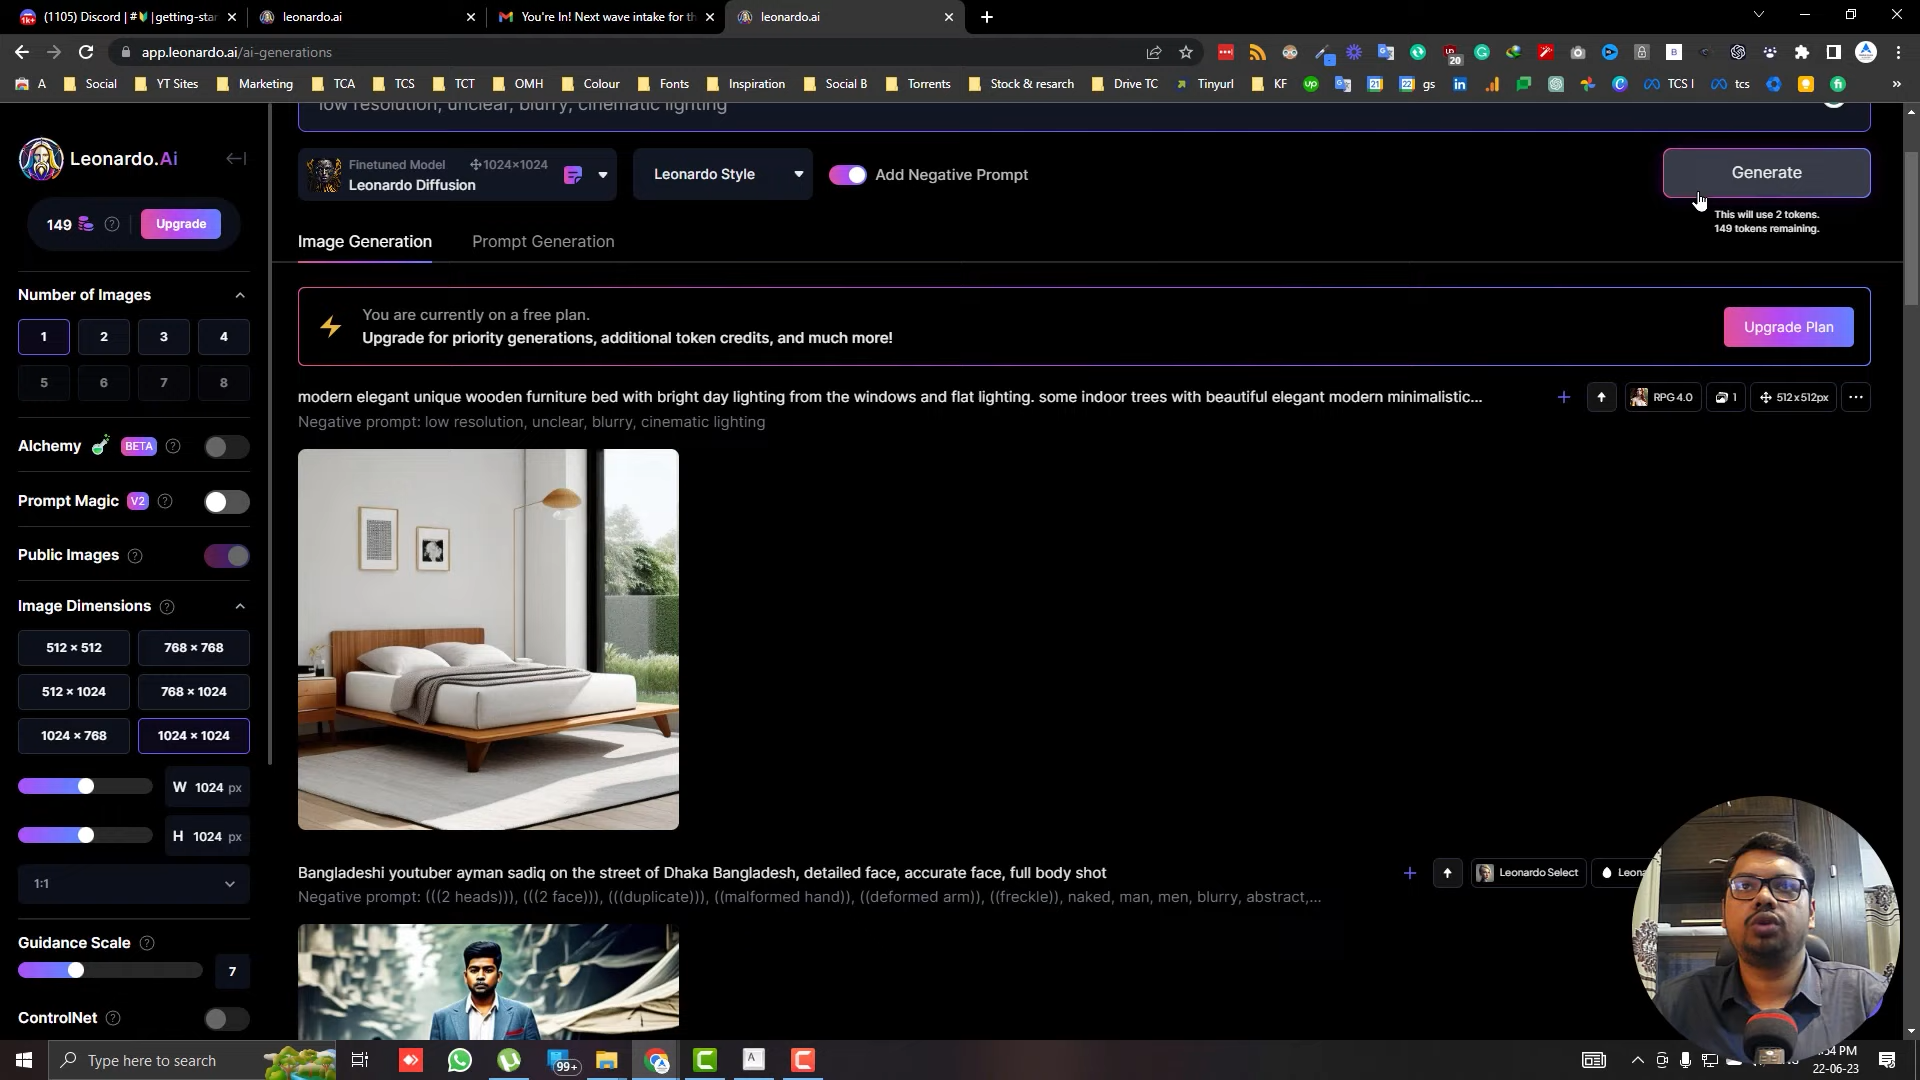 (1105) Discord | #🔰 | getting-star
leonardo.ai
You're In! Next wave intake for th
leonardo.ai
app.leonardo.ai/ai-generations
20
A
Social
YT Sites
Marketing
TCA
TCS
TCT
OMH
Colour
Fonts
Inspiration
Social B
Torrents
Stock & resarch
Drive TC
Tinyurl
KF
gs
TCS I
tcs
low resolution, unclear, blurry, cinematic lighting
Leonardo.Ai
Finetuned Model
1024×1024
Leonardo Diffusion
Leonardo Style
Add Negative Prompt
Generate
This will use 2 tokens.
149 tokens remaining.
149
Upgrade
Image Generation
Prompt Generation
Number of Images
1
2
3
4
5
6
7
8
You are currently on a free plan.
Upgrade for priority generations, additional token credits, and much more!
Upgrade Plan
modern elegant unique wooden furniture bed with bright day lighting from the windows and flat lighting. some indoor trees with beautiful elegant modern minimalistic...
RPG 4.0
1
512x512px
Negative prompt: low resolution, unclear, blurry, cinematic lighting
Alchemy
BETA
Prompt Magic
V2
Public Images
Image Dimensions
512 × 512
768 × 768
512 × 1024
768 × 1024
1024 × 768
1024 × 1024
W 1024 px
H 1024 px
1:1
Guidance Scale
7
ControlNet
Bangladeshi youtuber ayman sadiq on the street of Dhaka Bangladesh, detailed face, accurate face, full body shot
Leonardo Select
Leona
Negative prompt: (((2 heads))), (((2 face))), (((duplicate))), ((malformed hand)), ((deformed arm)), ((freckle)), naked, man, men, blurry, abstract,...
Type here to search
99+
:54 PM
22-06-23